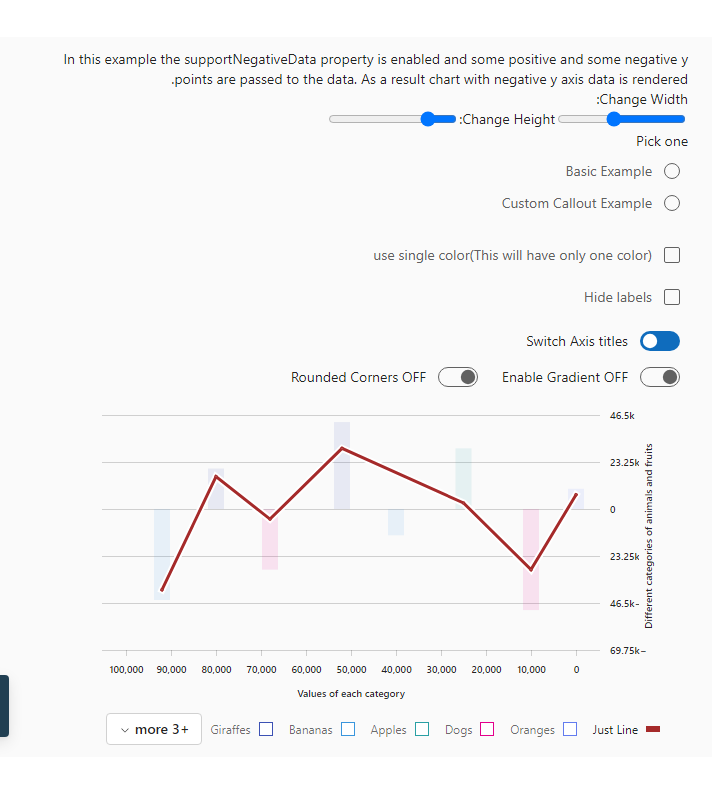 In this example the supportNegativeData property is enabled and some positive and some negative y
.points are passed to the data. As a result chart with negative y axis data is rendered
:Change Width
:Change Height
Pick one
Basic Example
Custom Callout Example
use single color(This will have only one color)
Hide labels
Switch Axis titles
Rounded Corners OFF
Enable Gradient OFF
46.5k
23.25k
0
23.25k
46.5k-
69.75k-
Different categories of animals and fruits
100,000 90,000 80,000 70,000 60,000 50,000 40,000 30,000 20,000 10,000 0
Values of each category
more 3+ Giraffes Bananas Apples Dogs Oranges Just Line